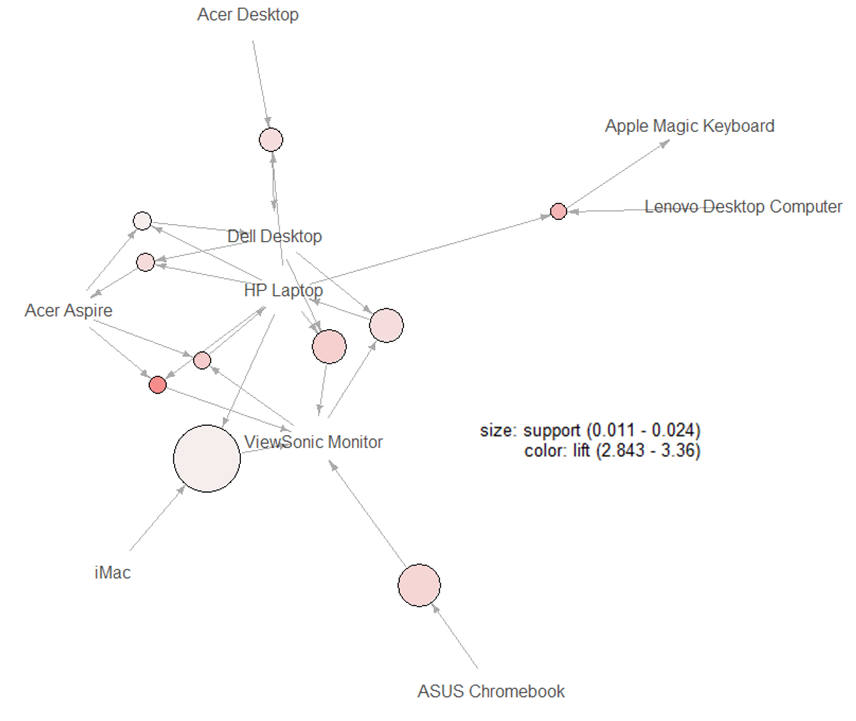 Acer Desktop
Apple Magic Keyboard
Lenovo Desktop Computer
Dell Desktop
HP Laptop
Acer Aspire
size: support (0.011 - 0.024)
color: lift (2.843 - 3.36)
ViewSonic Monitor
iMac
ASUS Chromebook